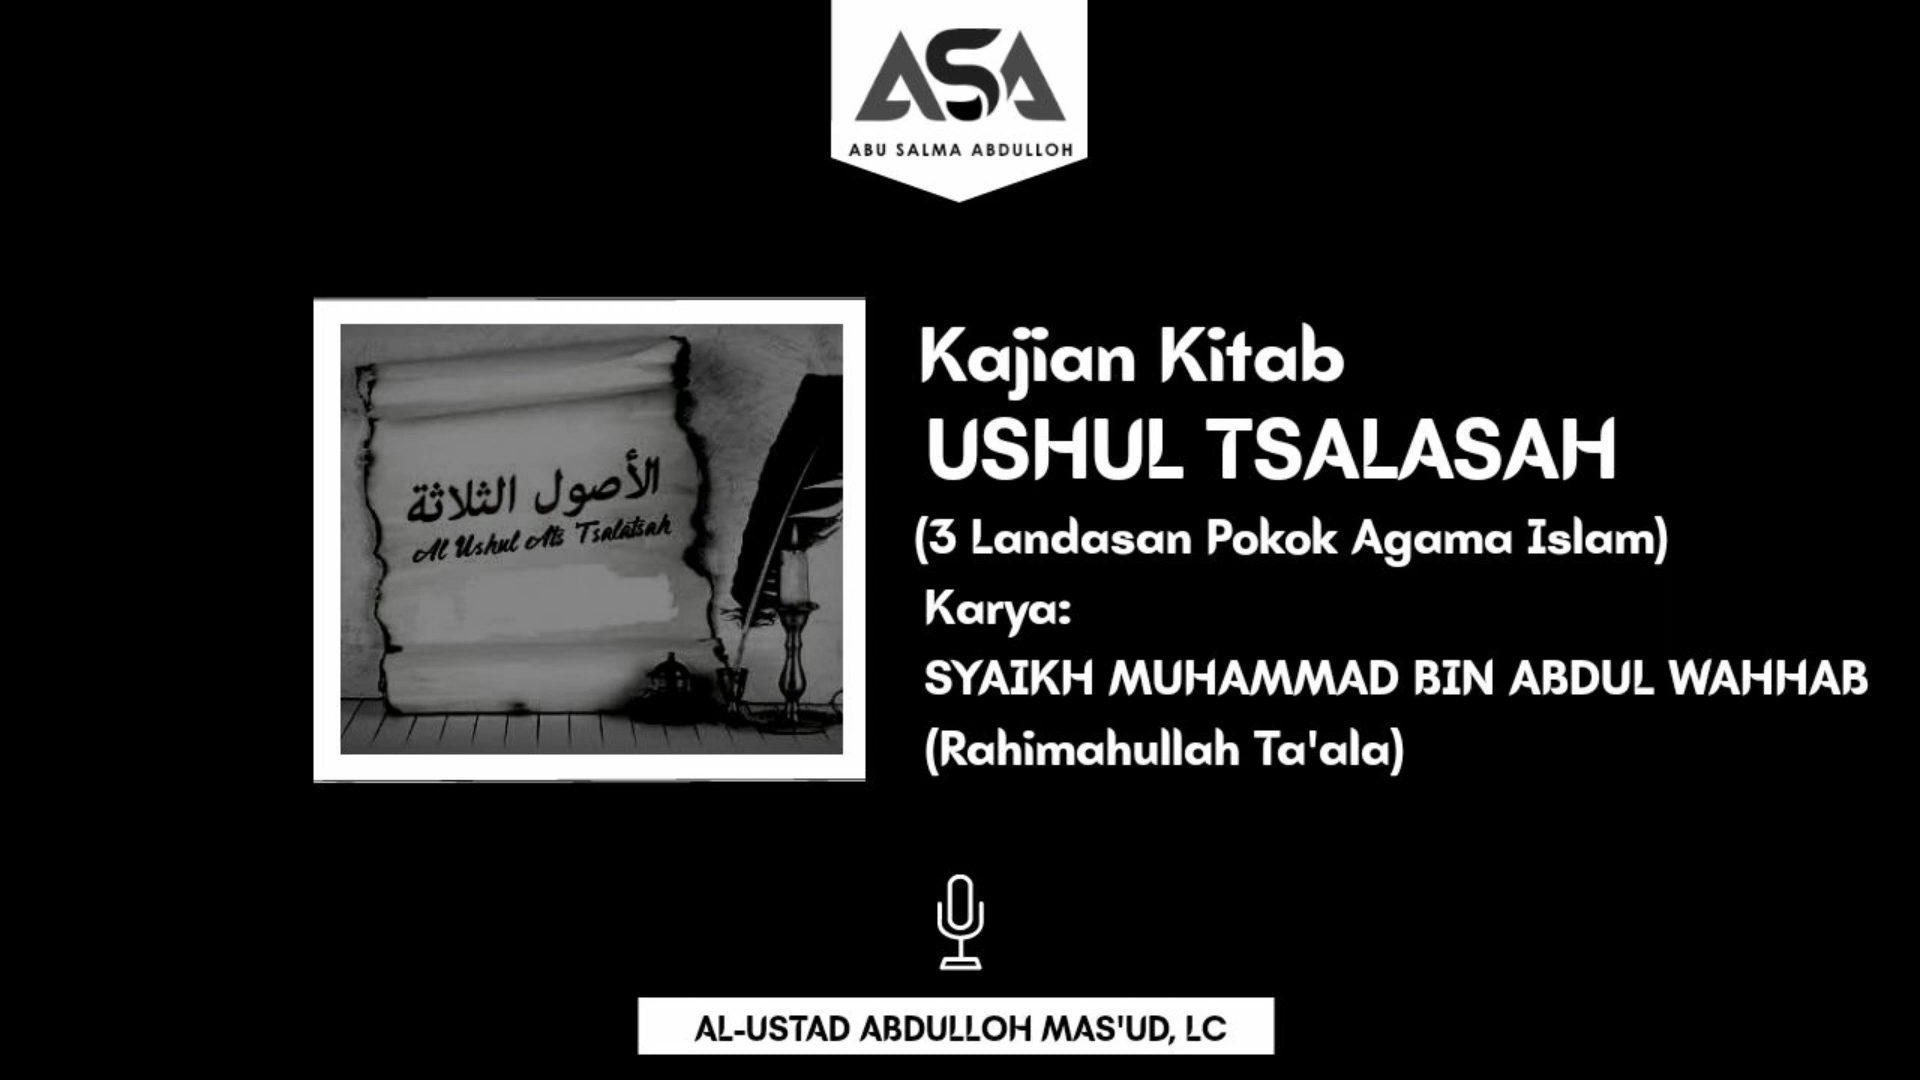 ASA
ABU SALMA ABDULLOH
الأصول الثلاثة
Al Ushul Ats Tsalatsah
Kajian Kitab
USHUL TSALASAH
(3 Landasan Pokok Agama Islam)
Karya:
SYAIKH MUHAMMAD BIN ABDUL WAHHAB
(Rahimahullah Ta'ala)
AL-USTAD ABDULLOH MAS'UD, LC